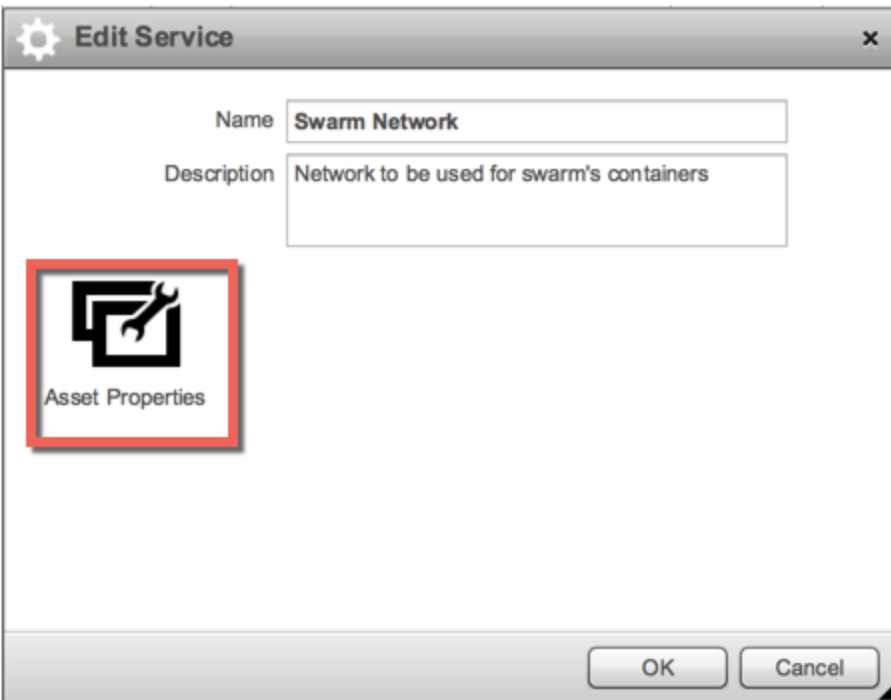 Edit Service
Name Swarm Network
Description Network to be used for swarm's containers
Asset Properties
OK Cancel